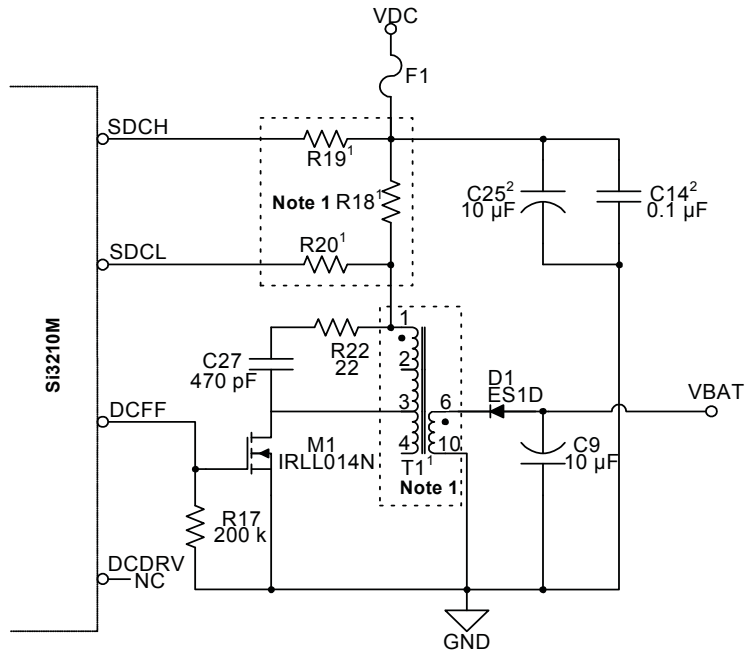 VDC
F1
SDCH
R19¹
Note 1 R18¹
C25²
10 µF
C14²
0.1 µF
R20¹
SDCL
Si3210M
1
R22
22
C27
470 pF
2
3
4
6
10
D1
ES1D
VBAT
DCFF
M1
IRLL014N
T1¹
Note 1
C9
10 µF
R17
200 k
DCDRV
NC
GND